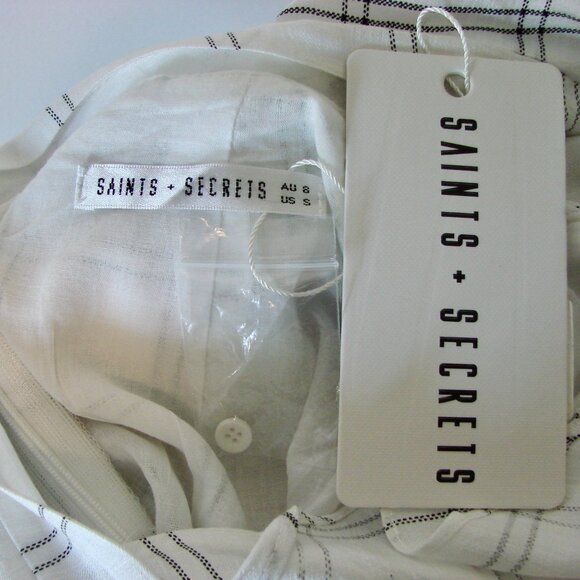 SAINTS + SECRETS
AU 8
US S
SAINTS + SECRETS